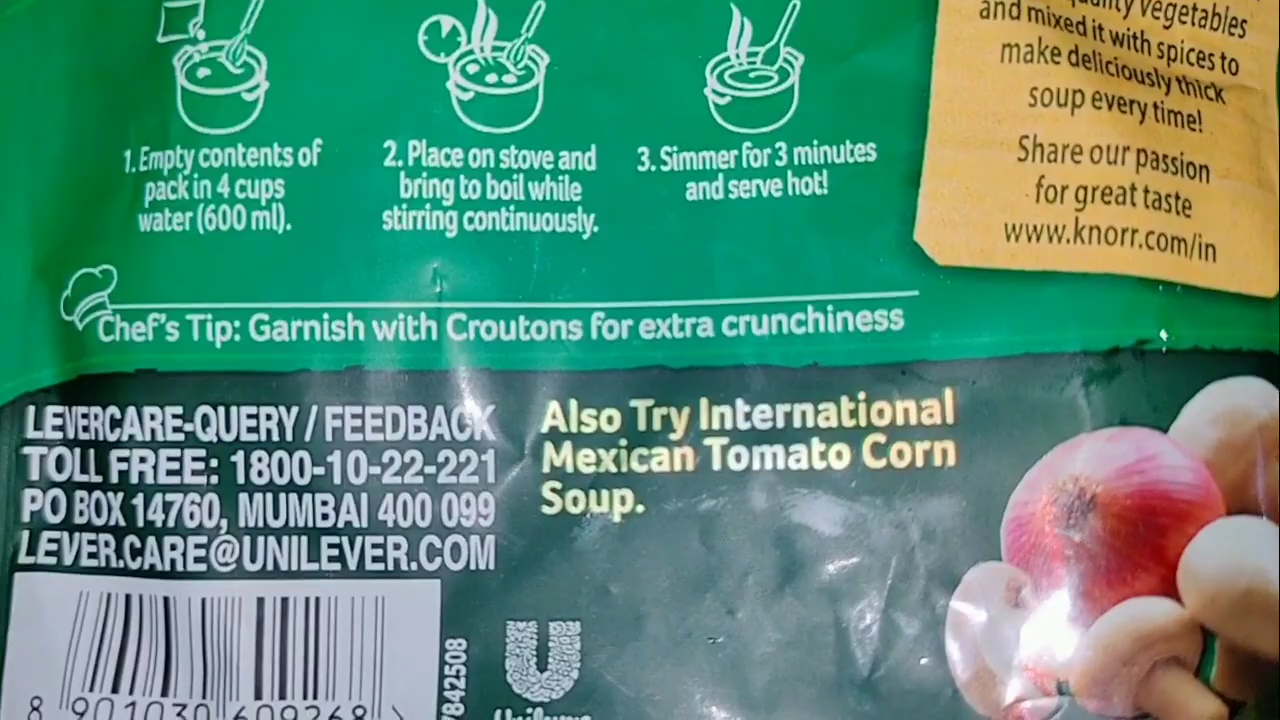 vegetables
and mixed it with spices to
make deliciously thick
soup every time!
Share our passion
for great taste
www.knorr.com/in
1. Empty contents of
pack in 4 cups
water (600 ml).
2. Place on stove and
bring to boil while
stirring continuously.
3. Simmer for 3 minutes
and serve hot!
Chef's Tip: Garnish with Croutons for extra crunchiness
LEVERCARE-QUERY / FEEDBACK
TOLL FREE: 1800-10-22-221
PO BOX 14760, MUMBAI 400 099
LEVER.CARE@UNILEVER.COM
Also Try International
Mexican Tomato Corn
Soup.
8 901030 609268 >
7842508
U